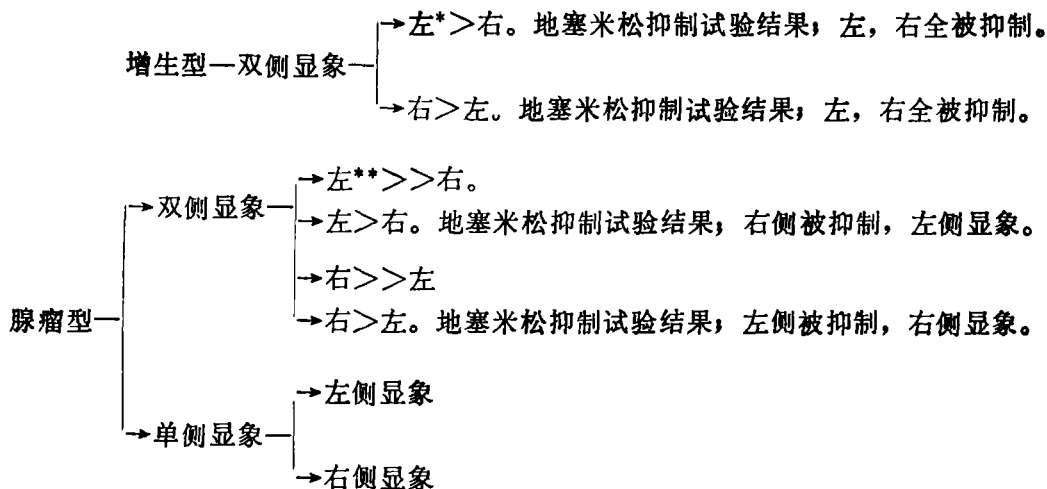 →左*＞右。地塞米松抑制试验结果；左，右全被抑制。
增生型—双侧显象—
→右＞左。地塞米松抑制试验结果；左，右全被抑制。
→左**＞＞右。
→双侧显象—
→左＞右。地塞米松抑制试验结果；右侧被抑制，左侧显象。
→右＞＞左
腺瘤型—
→右＞左。地塞米松抑制试验结果；左侧被抑制，右侧显象。
→左侧显象
→单侧显象—
→右侧显象